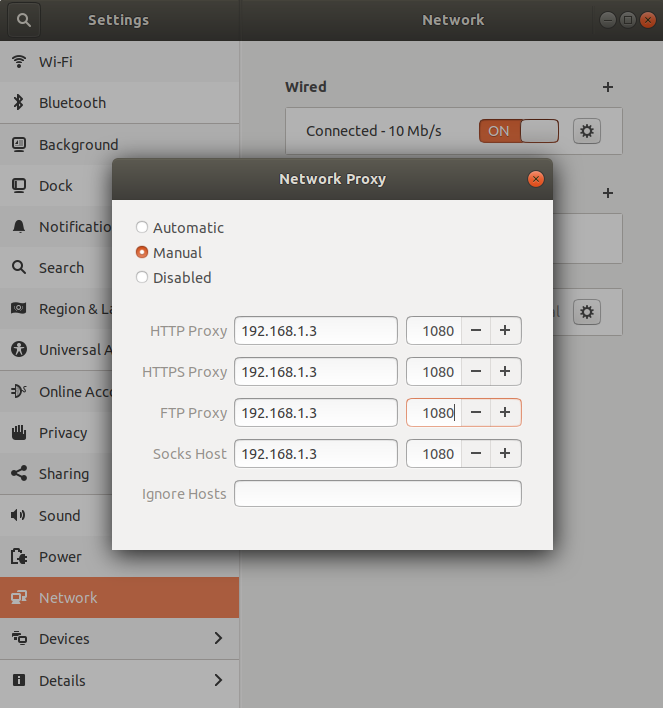 Settings
Network
Wi-Fi
Bluetooth
Background
Dock
Notificatio
Search
Region & La
Universal A
Online Acco
Privacy
Sharing
Sound
Power
Network
Devices
Details
Wired
Connected - 10 Mb/s ON
Network Proxy
Automatic
Manual
Disabled
HTTP Proxy 192.168.1.3 1080
HTTPS Proxy 192.168.1.3 1080
FTP Proxy 192.168.1.3 1080
Socks Host 192.168.1.3 1080
Ignore Hosts